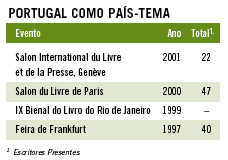 PORTUGAL COMO PAÍS-TEMA
Evento Ano Total¹·
Salon International du Livre 2001 22
et de la Presse, Genève
Salon du Livre de Paris 2000 47
IX Bienal do Livro do Rio de Janeiro 1999 –
Feira de Frankfurt 1997 40
¹· Escritores Presentes